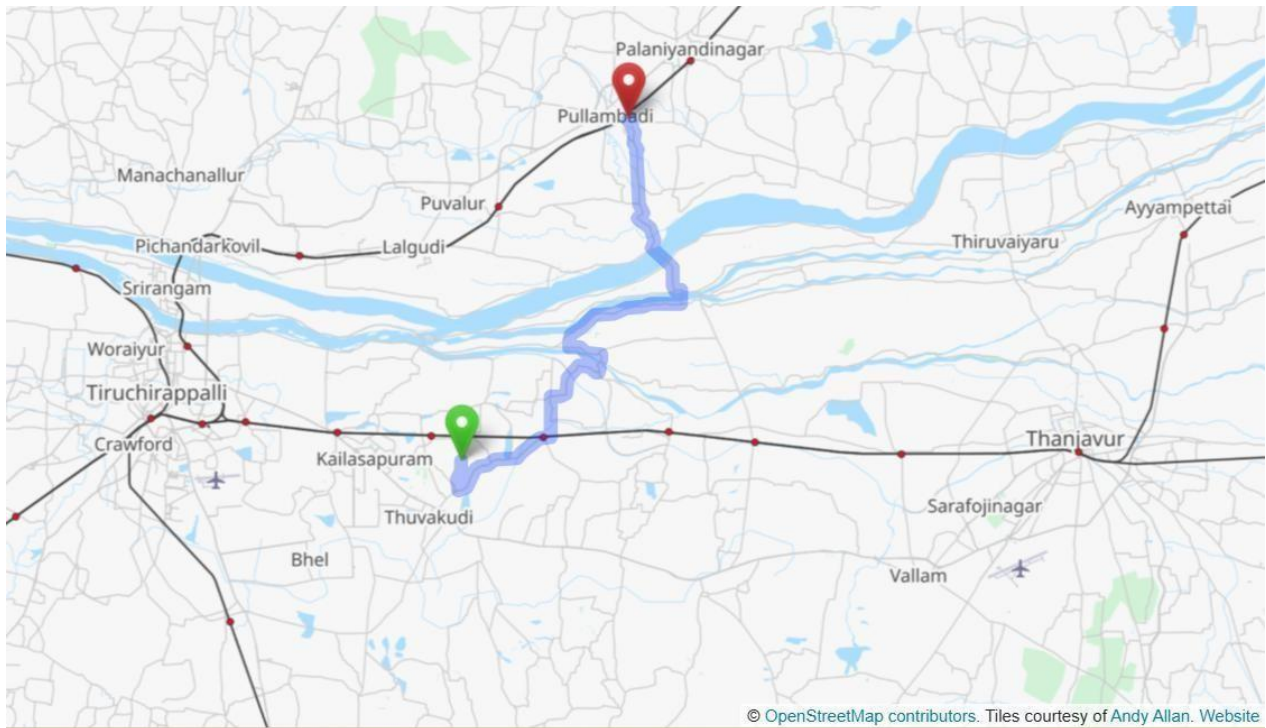 Palaniyandinagar
Pullambadi
Manachanallur
Puvalur
Ayyampettai
Pichandarkovil
Lalgudi
Thiruvaiyaru
Srirangam
Woraiyur
Tiruchirappalli
Crawford
Thanjavur
Kailasapuram
Sarafojinagar
Thuvakudi
Bhel
Vallam
© OpenStreetMap contributors. Tiles courtesy of Andy Allan. Website